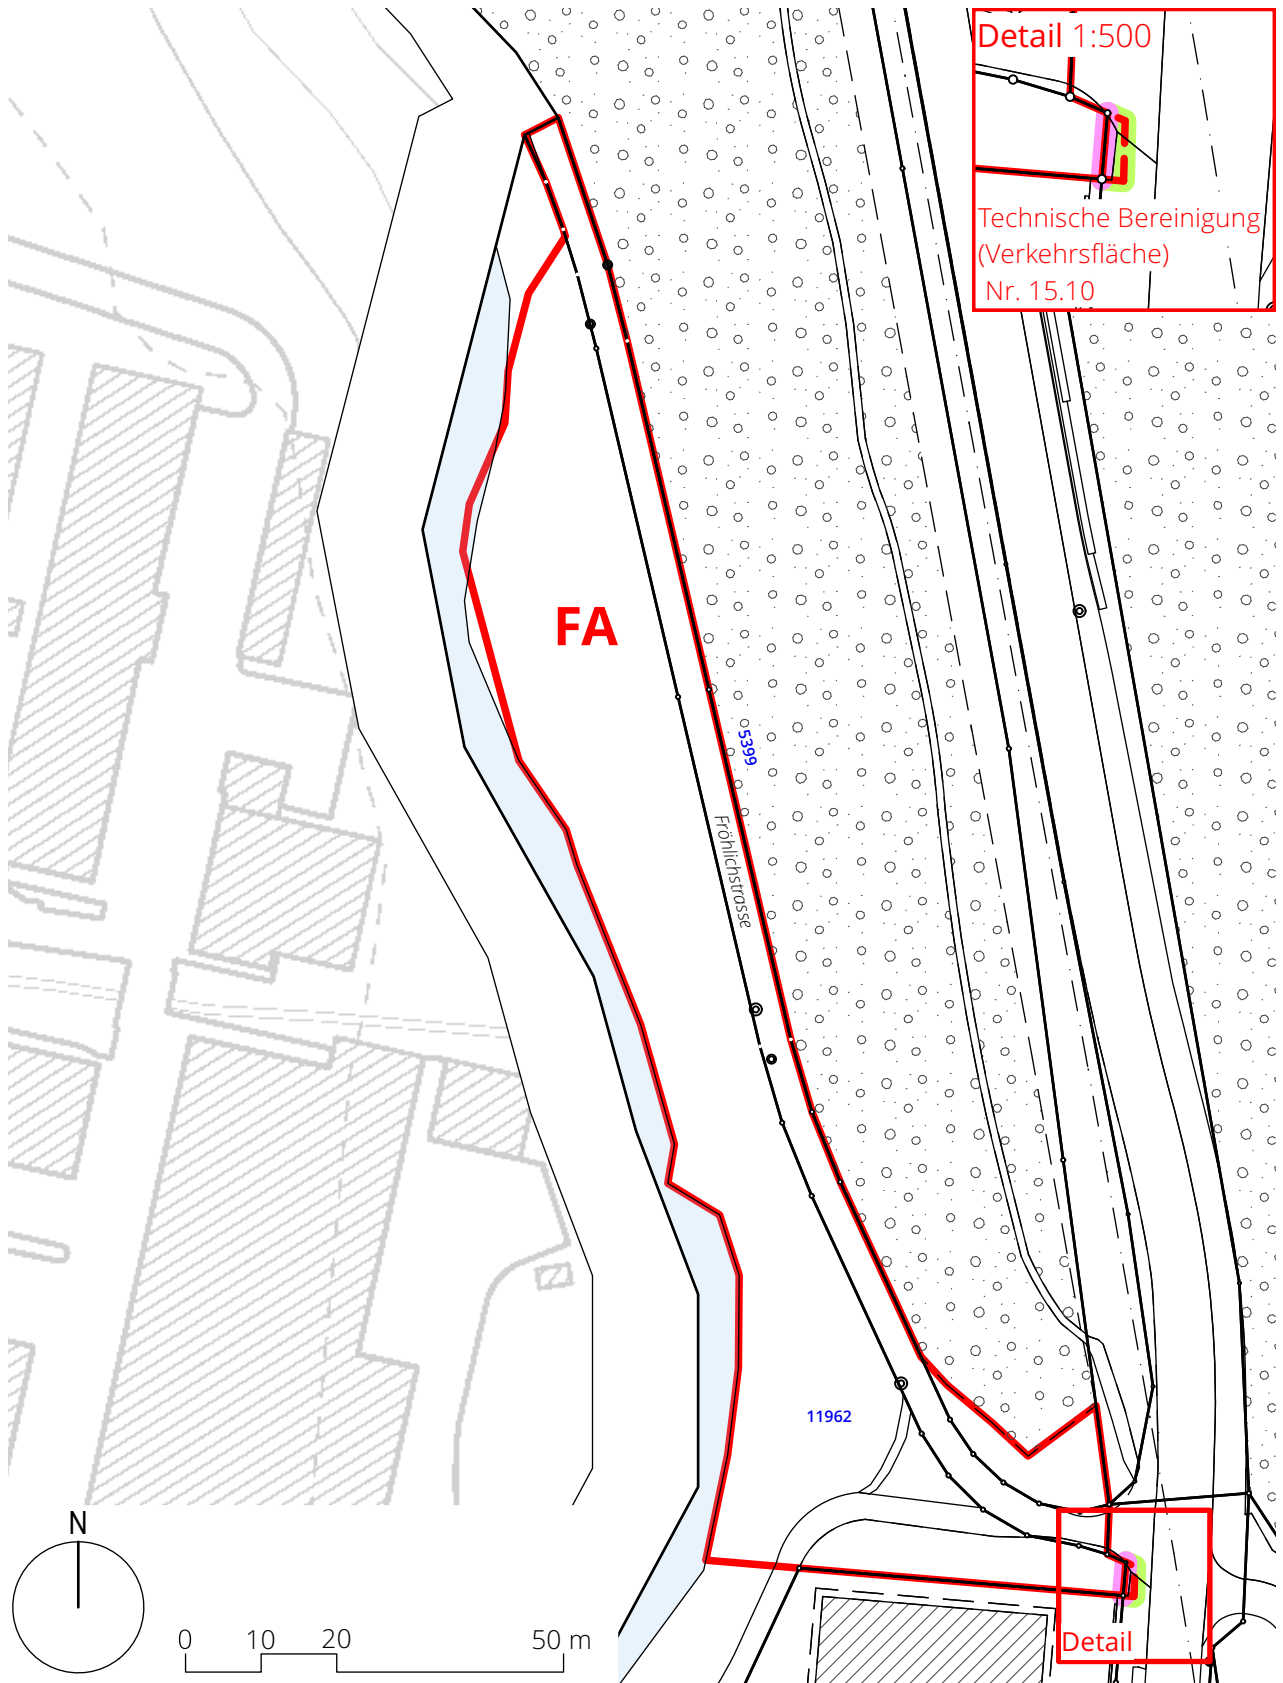 Detail 1:500
Technische Bereinigung
(Verkehrsfläche)
Nr. 15.10
FA
5399
Fröhlichstrasse
11962
N
0 10 20 50 m
Detail